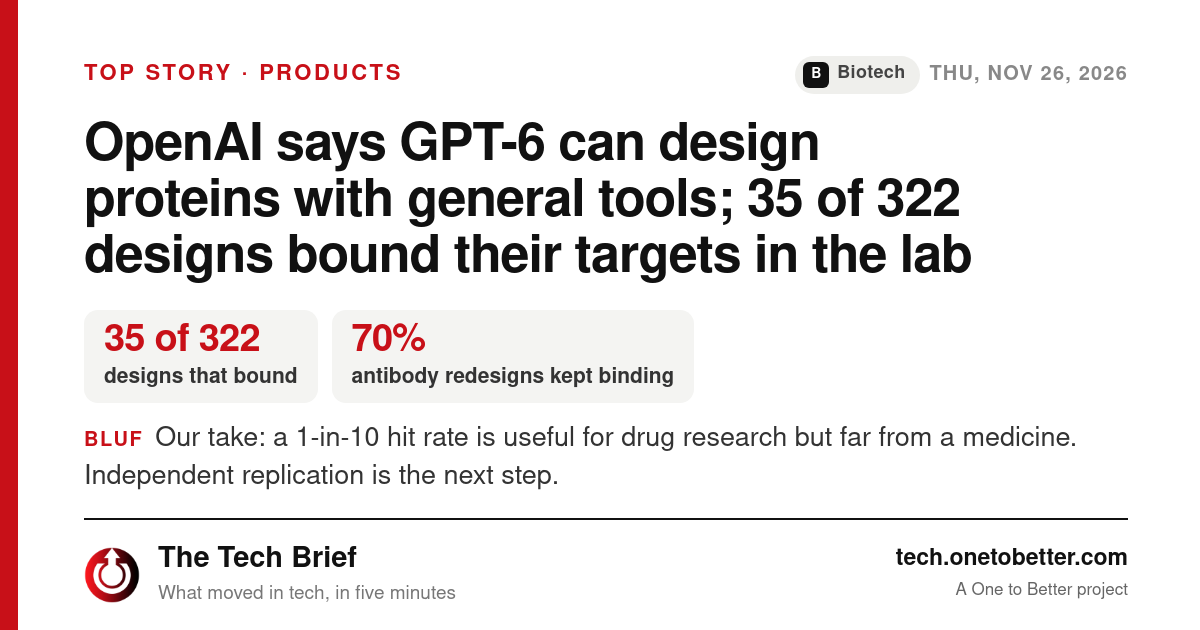 TOP STORY · PRODUCTS
B Biotech THU, NOV 26, 2026
OpenAI says GPT-6 can design
proteins with general tools; 35 of 322
designs bound their targets in the lab
35 of 322
designs that bound
70%
antibody redesigns kept binding
BLUF Our take: a 1-in-10 hit rate is useful for drug research but far from a medicine.
Independent replication is the next step.
The Tech Brief
What moved in tech, in five minutes
tech.onetobetter.com
A One to Better project